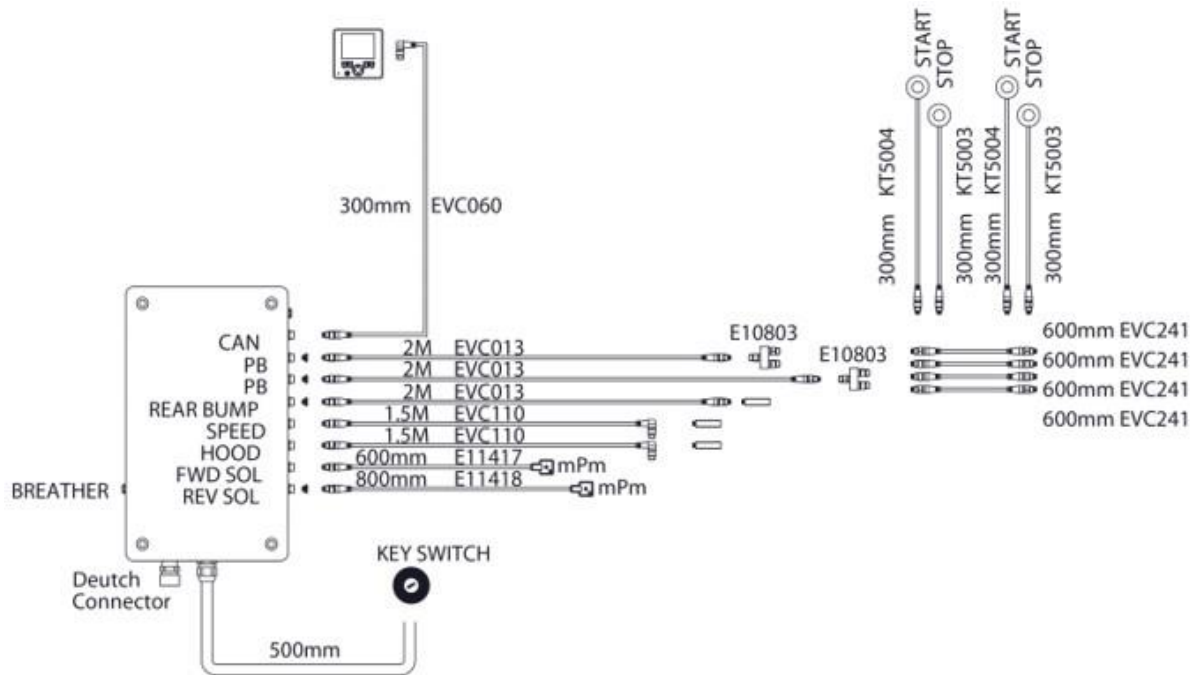 START
STOP
START
STOP
300mm KT5004
300mm KT5003
300mm KT5004
300mm KT5003
300mm EVC060
CAN
PB
PB
REAR BUMP
SPEED
HOOD
FWD SOL
REV SOL
2M EVC013
2M EVC013
2M EVC013
1.5M EVC110
1.5M EVC110
600mm E11417
800mm E11418
mPm
mPm
E10803
E10803
600mm EVC241
600mm EVC241
600mm EVC241
600mm EVC241
BREATHER
Deutch
Connector
KEY SWITCH
500mm